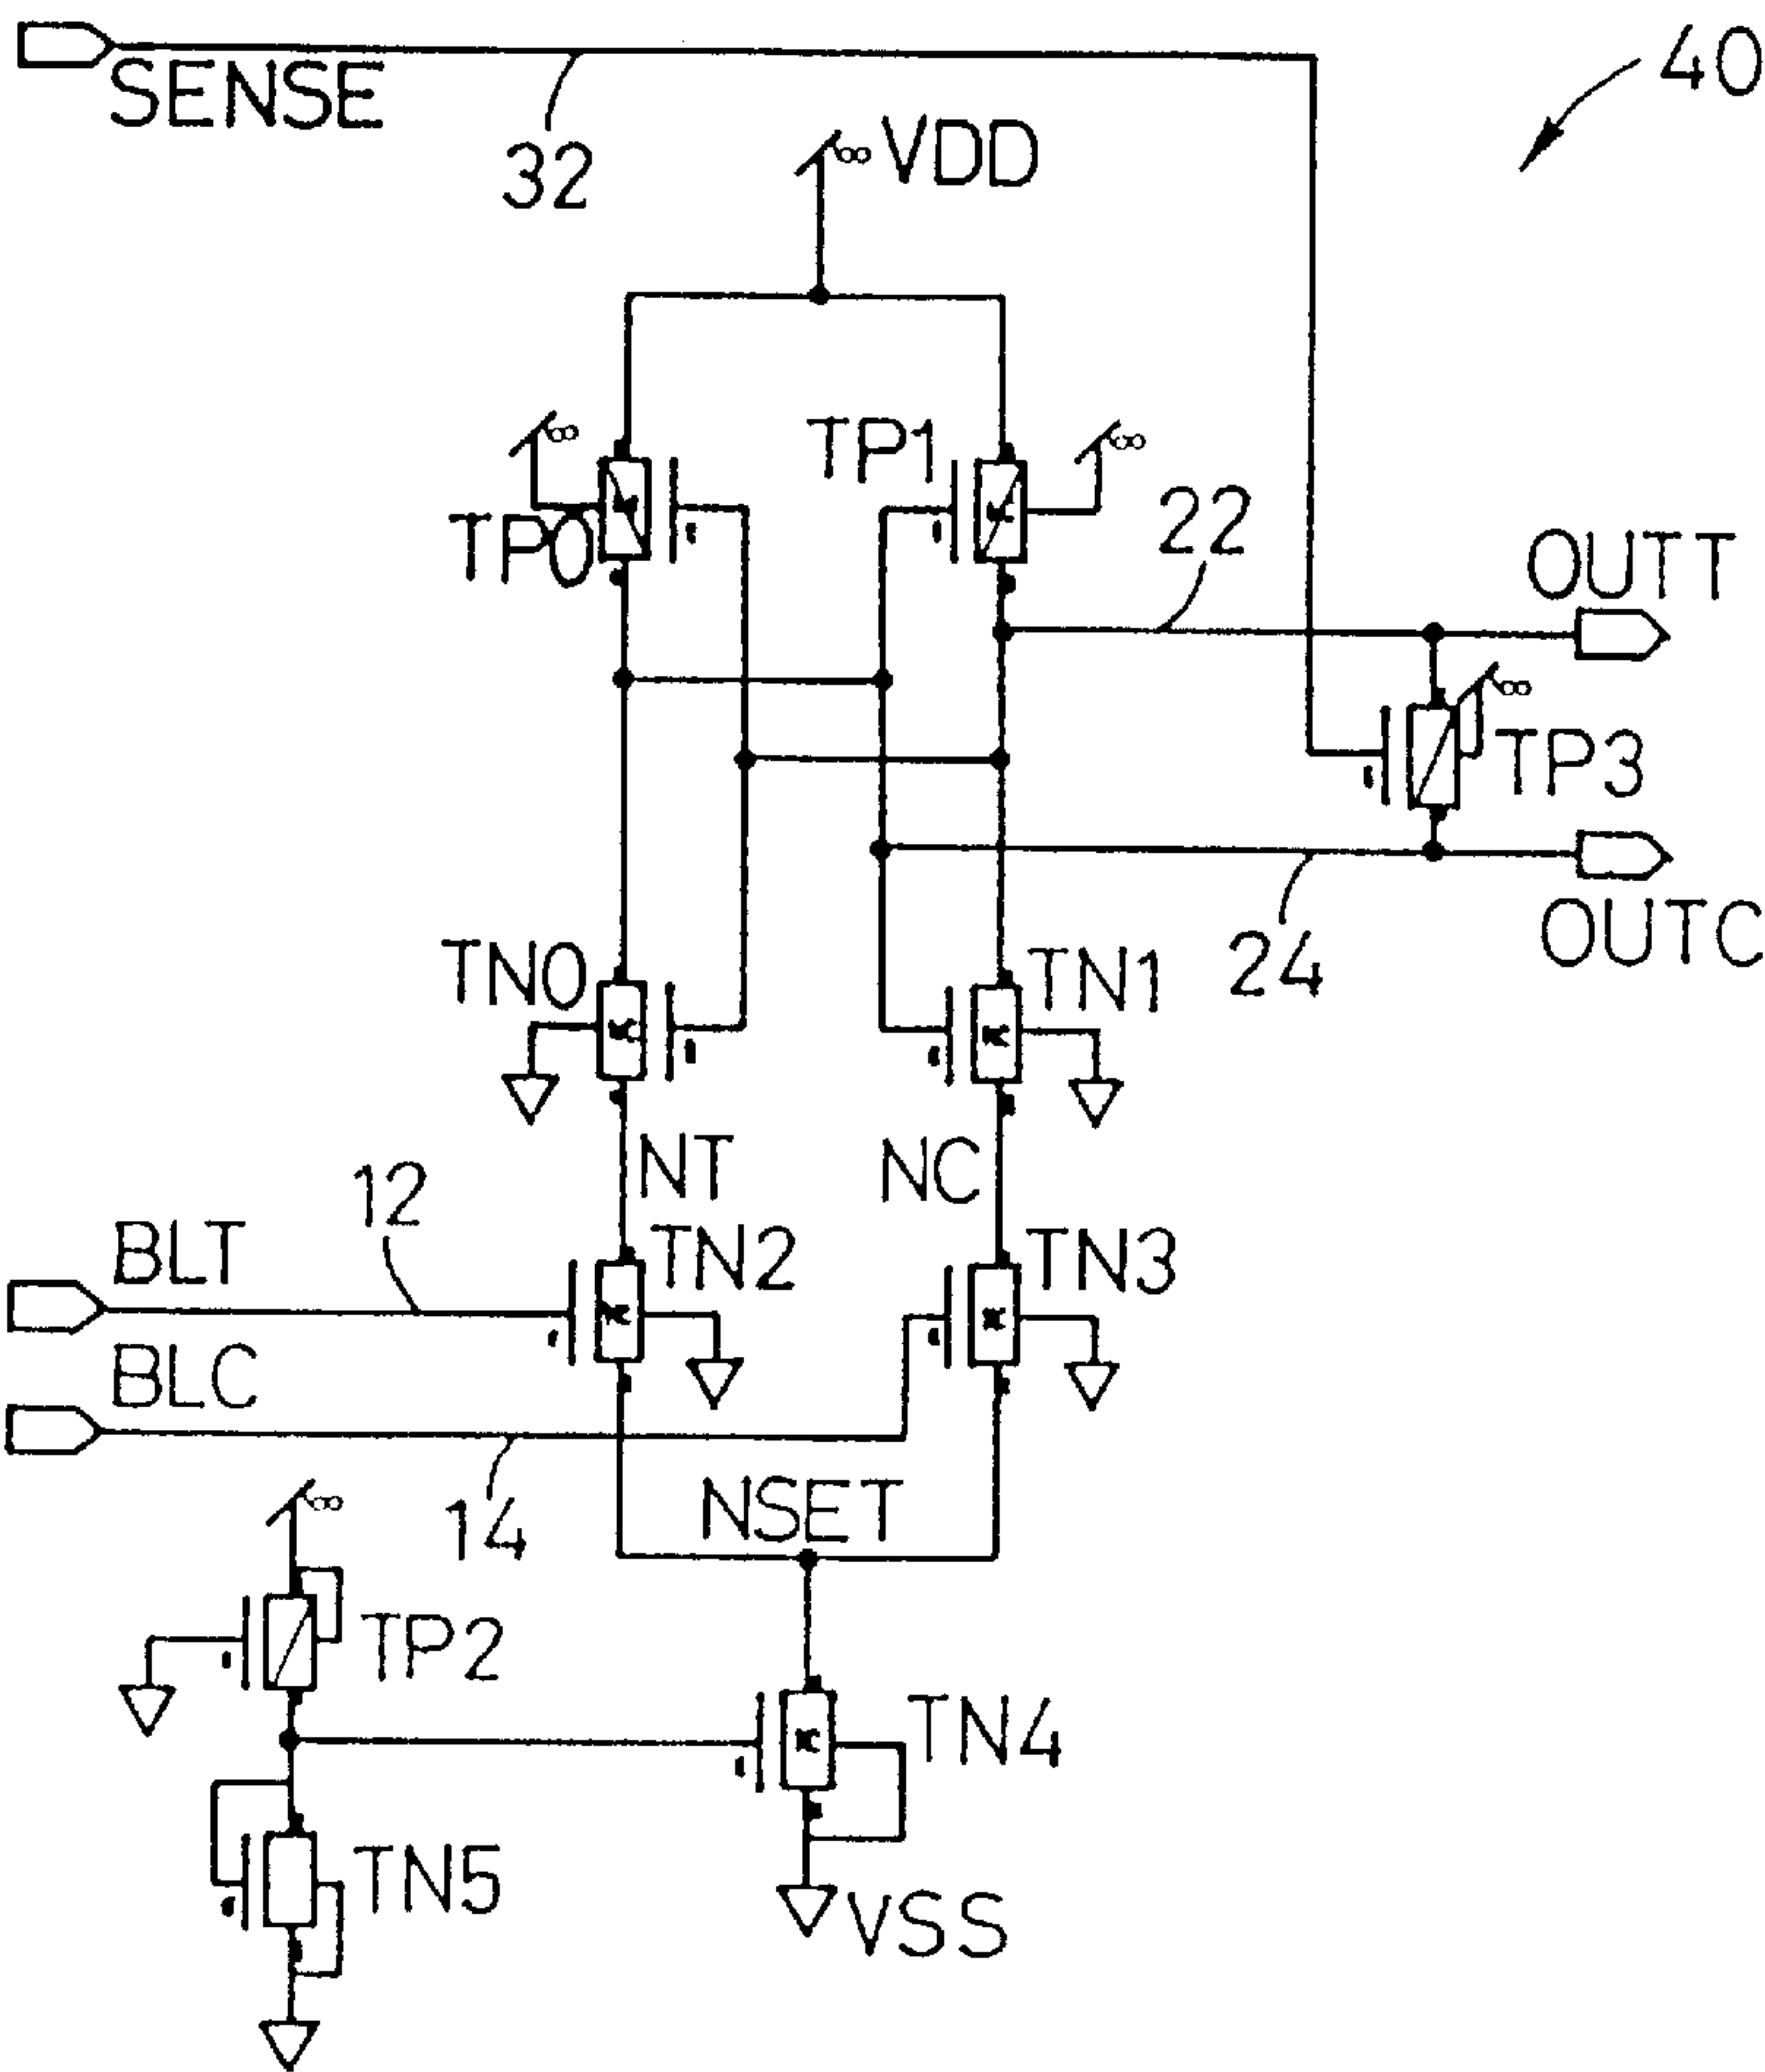 40
SENSE
32
VDD
TP1
TP0
22
OUTT
TP3
OUTC
24
TN0
TN1
NT
NC
12
BLT
TN2
TN3
BLC
14
NSET
TP2
TN4
TN5
VSS